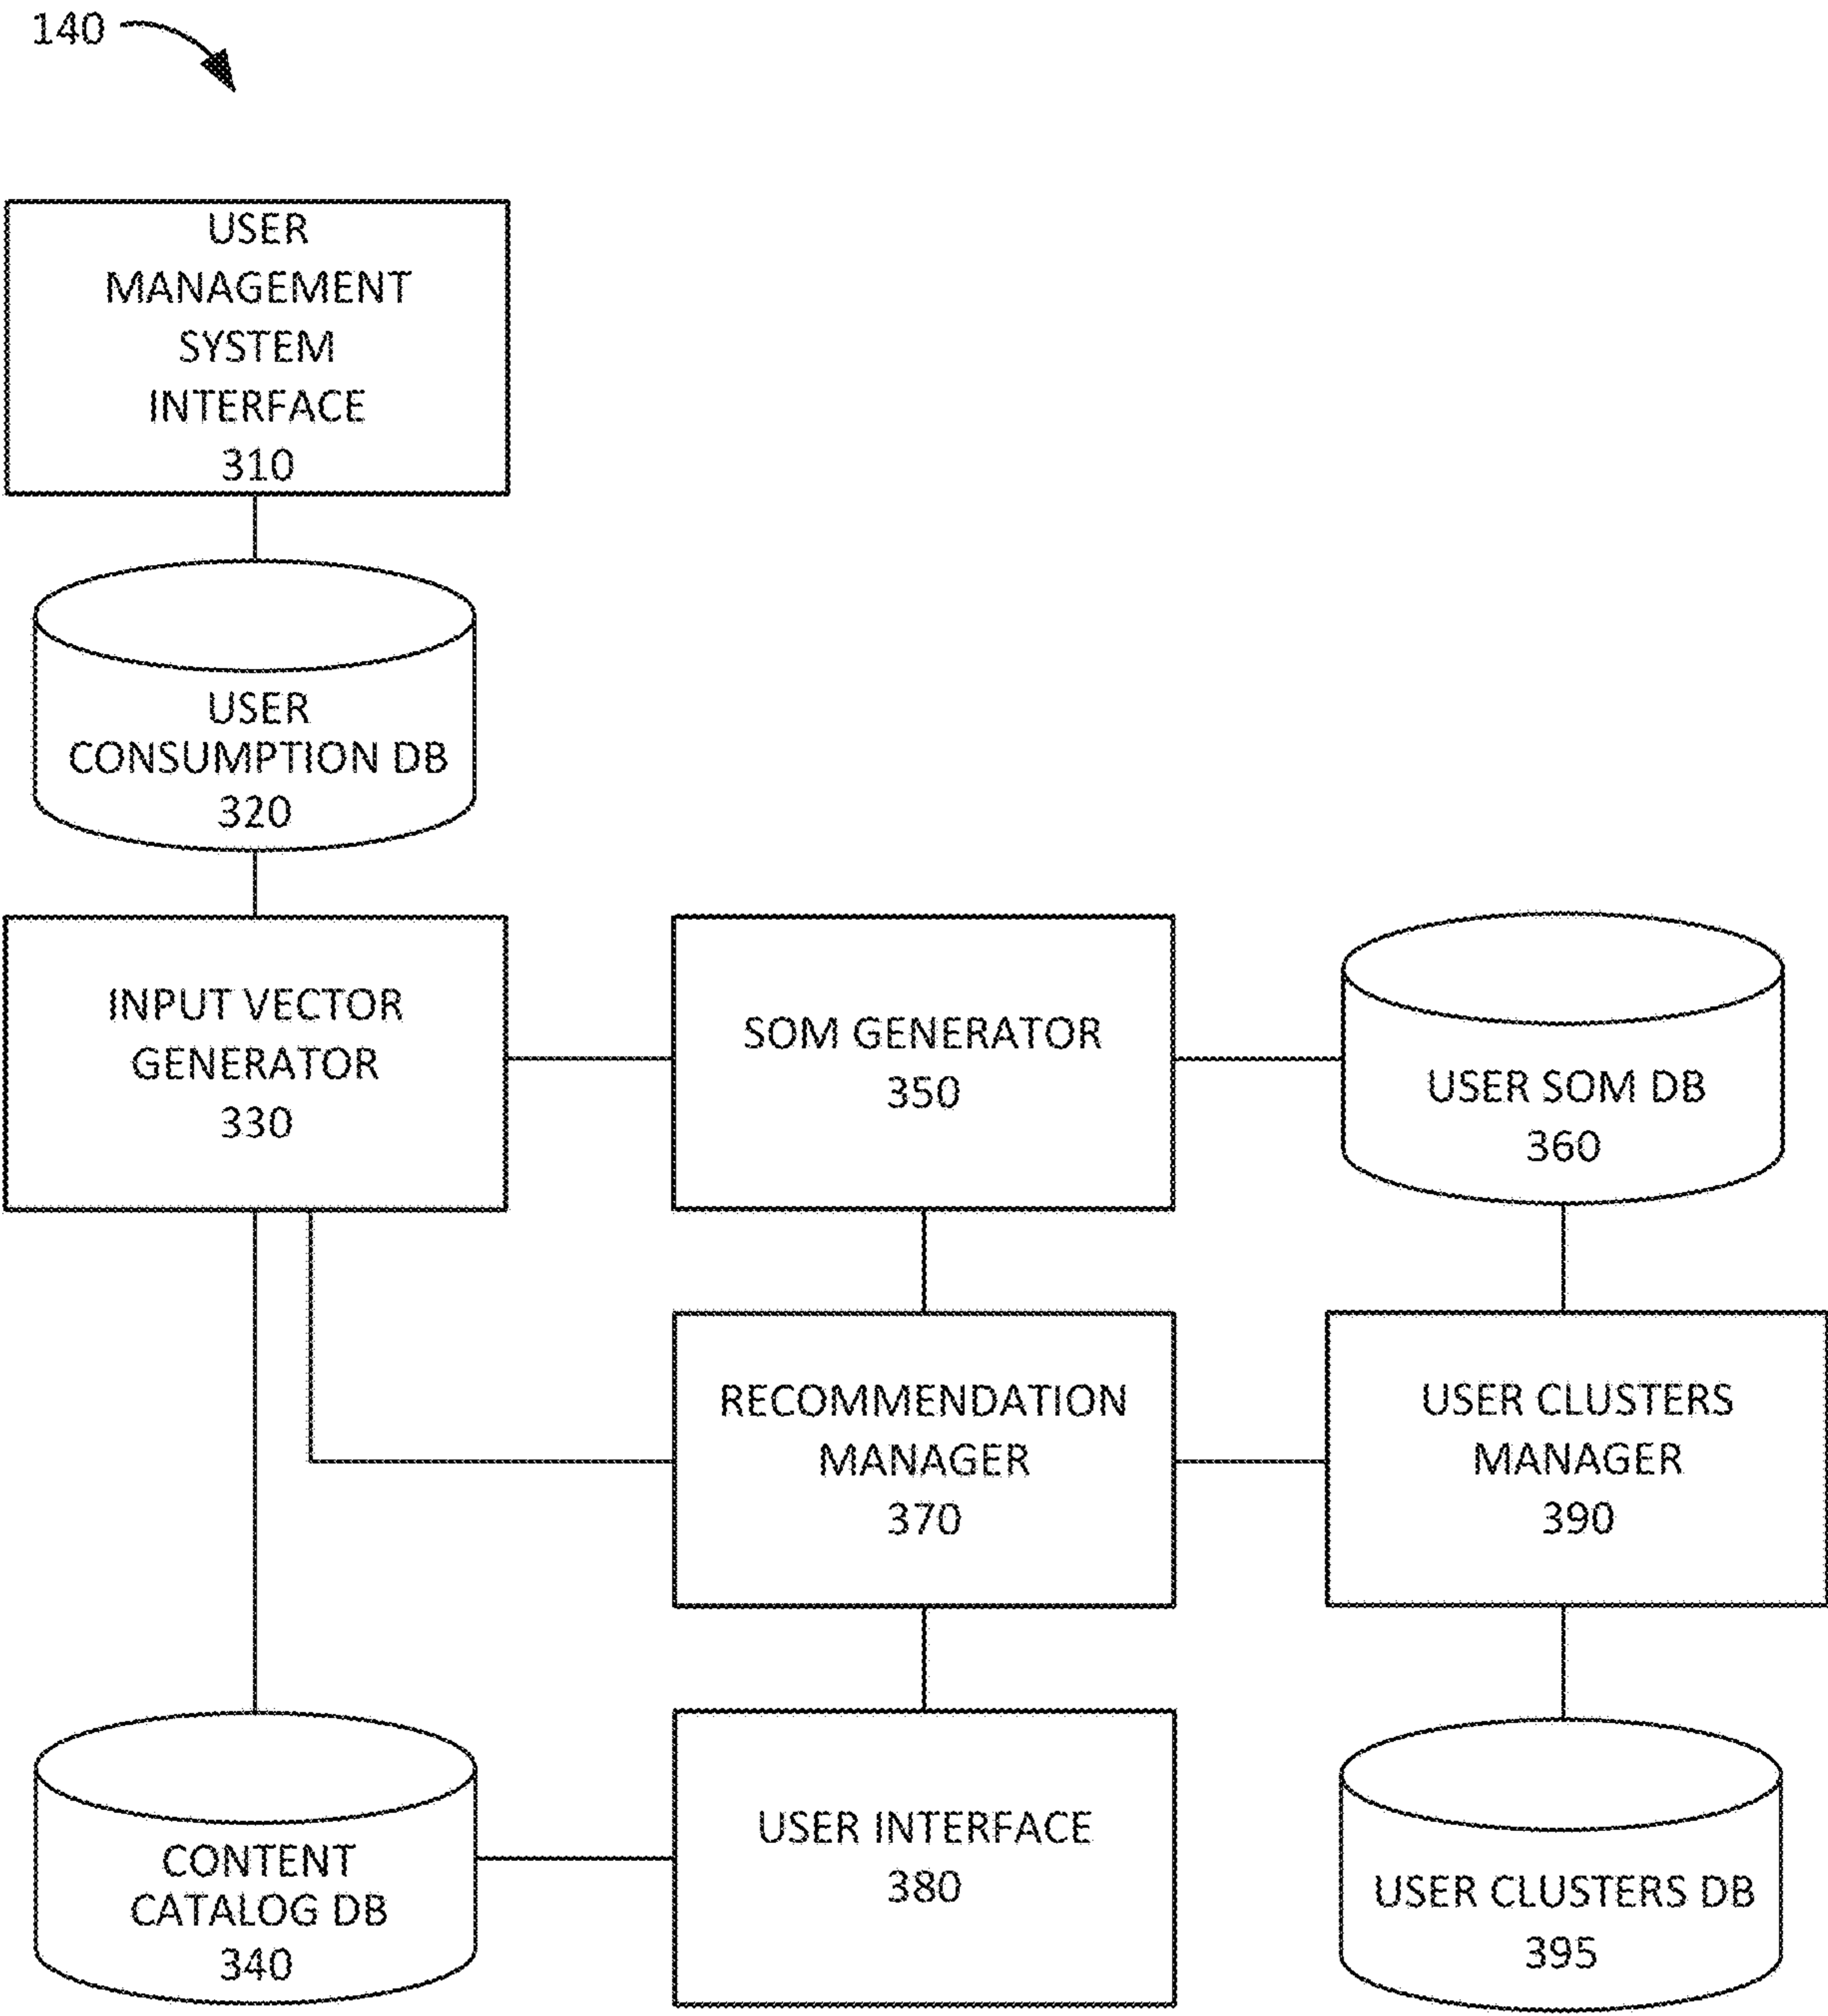 140
USER
MANAGEMENT
SYSTEM
INTERFACE
310
USER
CONSUMPTION DB
320
INPUT VECTOR
GENERATOR
330
SOM GENERATOR
350
USER SOM DB
360
RECOMMENDATION
MANAGER
370
USER CLUSTERS
MANAGER
390
CONTENT
CATALOG DB
340
USER INTERFACE
380
USER CLUSTERS DB
395